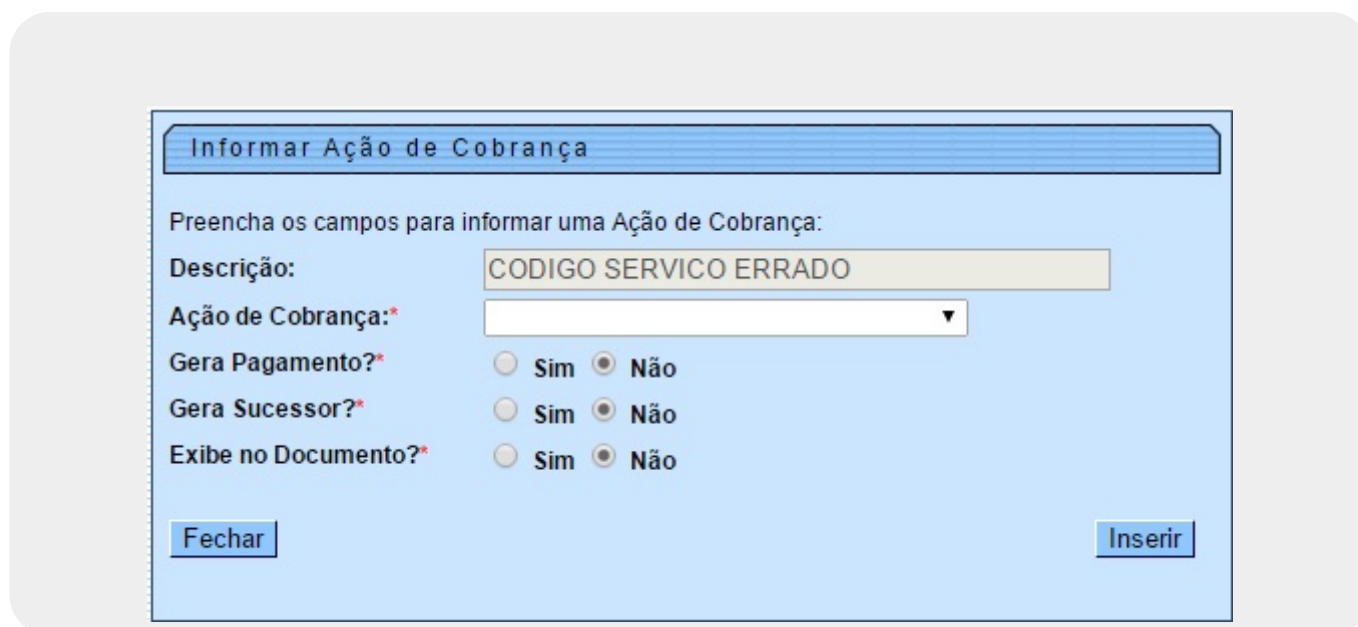 Informar Ação de Cobrança
Preencha os campos para informar uma Ação de Cobrança:
Descrição: CODIGO SERVICO ERRADO
Ação de Cobrança:*
Gera Pagamento?* Sim Não
Gera Sucessor?* Sim Não
Exibe no Documento?* Sim Não
Fechar Inserir